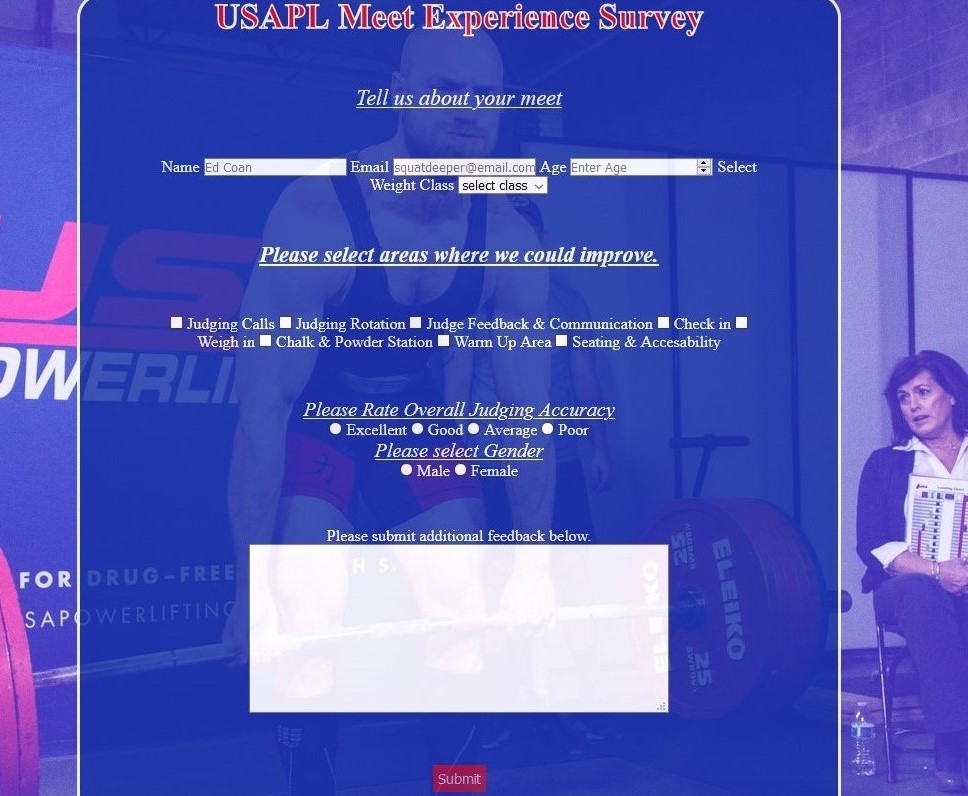 USAPL Meet Experience Survey
Tell us about your meet
Name Ed Coan Email squatdeeper@email.com Age Enter Age Select
Weight Class select class
Please select areas where we could improve.
Judging Calls Judging Rotation Judge Feedback & Communication Check in
Weigh in Chalk & Powder Station Warm Up Area Seating & Accesability
Please Rate Overall Judging Accuracy
Excellent Good Average Poor
Please select Gender
Male Female
Please submit additional feedback below.
US
OWERLI
FOR DRUG-FREE
SAPOWERLIFTING
H S
ELEIKO
25
SWEDEN
ELEIKO
25
Submit